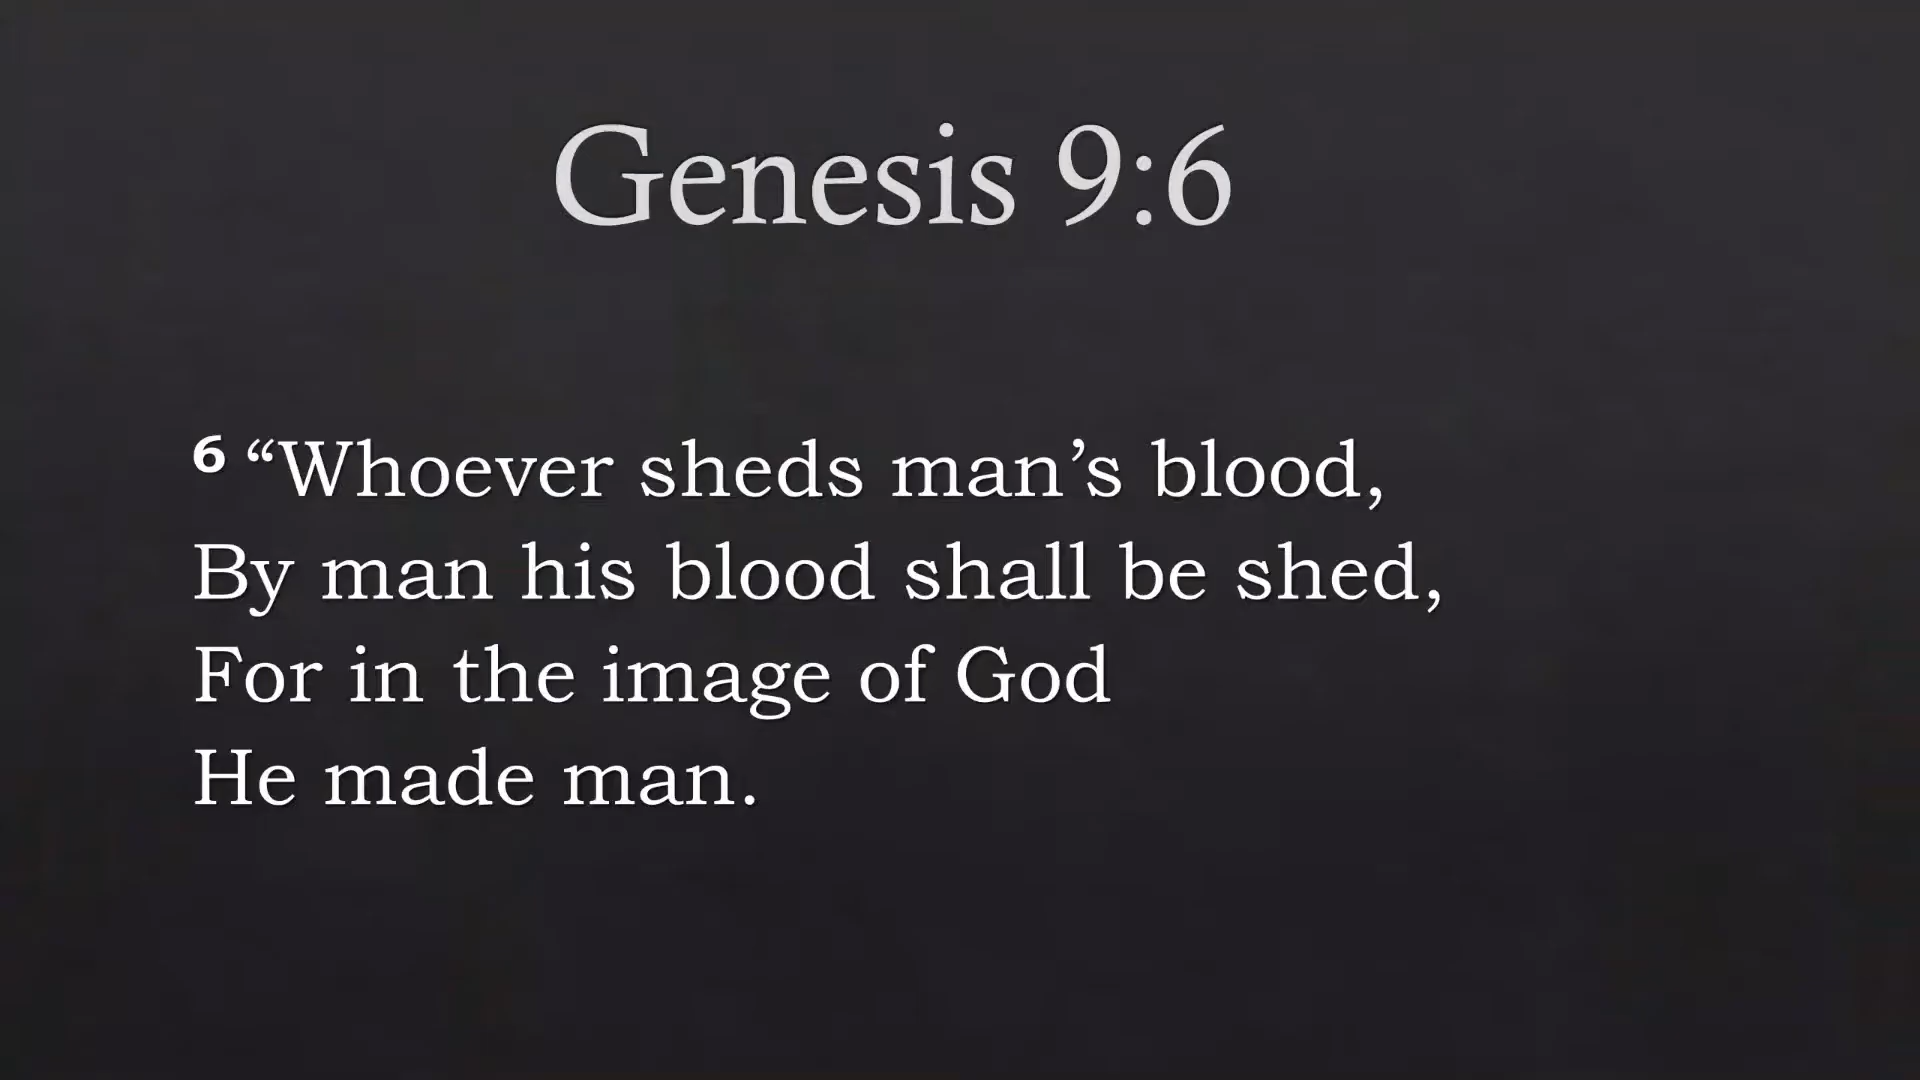 Genesis 9:6
6 “Whoever sheds man’s blood,
By man his blood shall be shed,
For in the image of God
He made man.